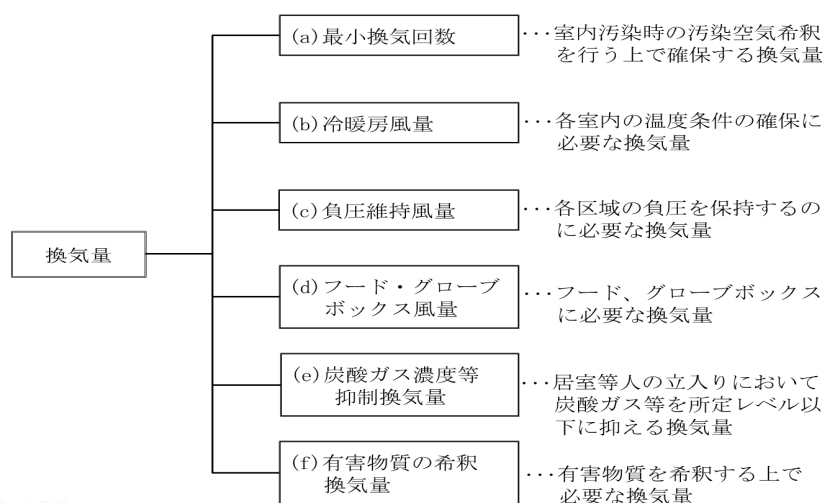 (a)最小換気回数
···室内汚染時の汚染空気希釈
を行う上で確保する換気量
(b)冷暖房風量
···各室内の温度条件の確保に
必要な換気量
(c)負圧維持風量
···各区域の負圧を保持するの
に必要な換気量
換気量
(d)フード・グローブ
ボックス風量
···フード、グローブボックス
に必要な換気量
(e)炭酸ガス濃度等
抑制換気量
···居室等人の立入りにおいて
炭酸ガス等を所定レベル以
下に抑える換気量
(f)有害物質の希釈
換気量
···有害物質を希釈する上で
必要な換気量